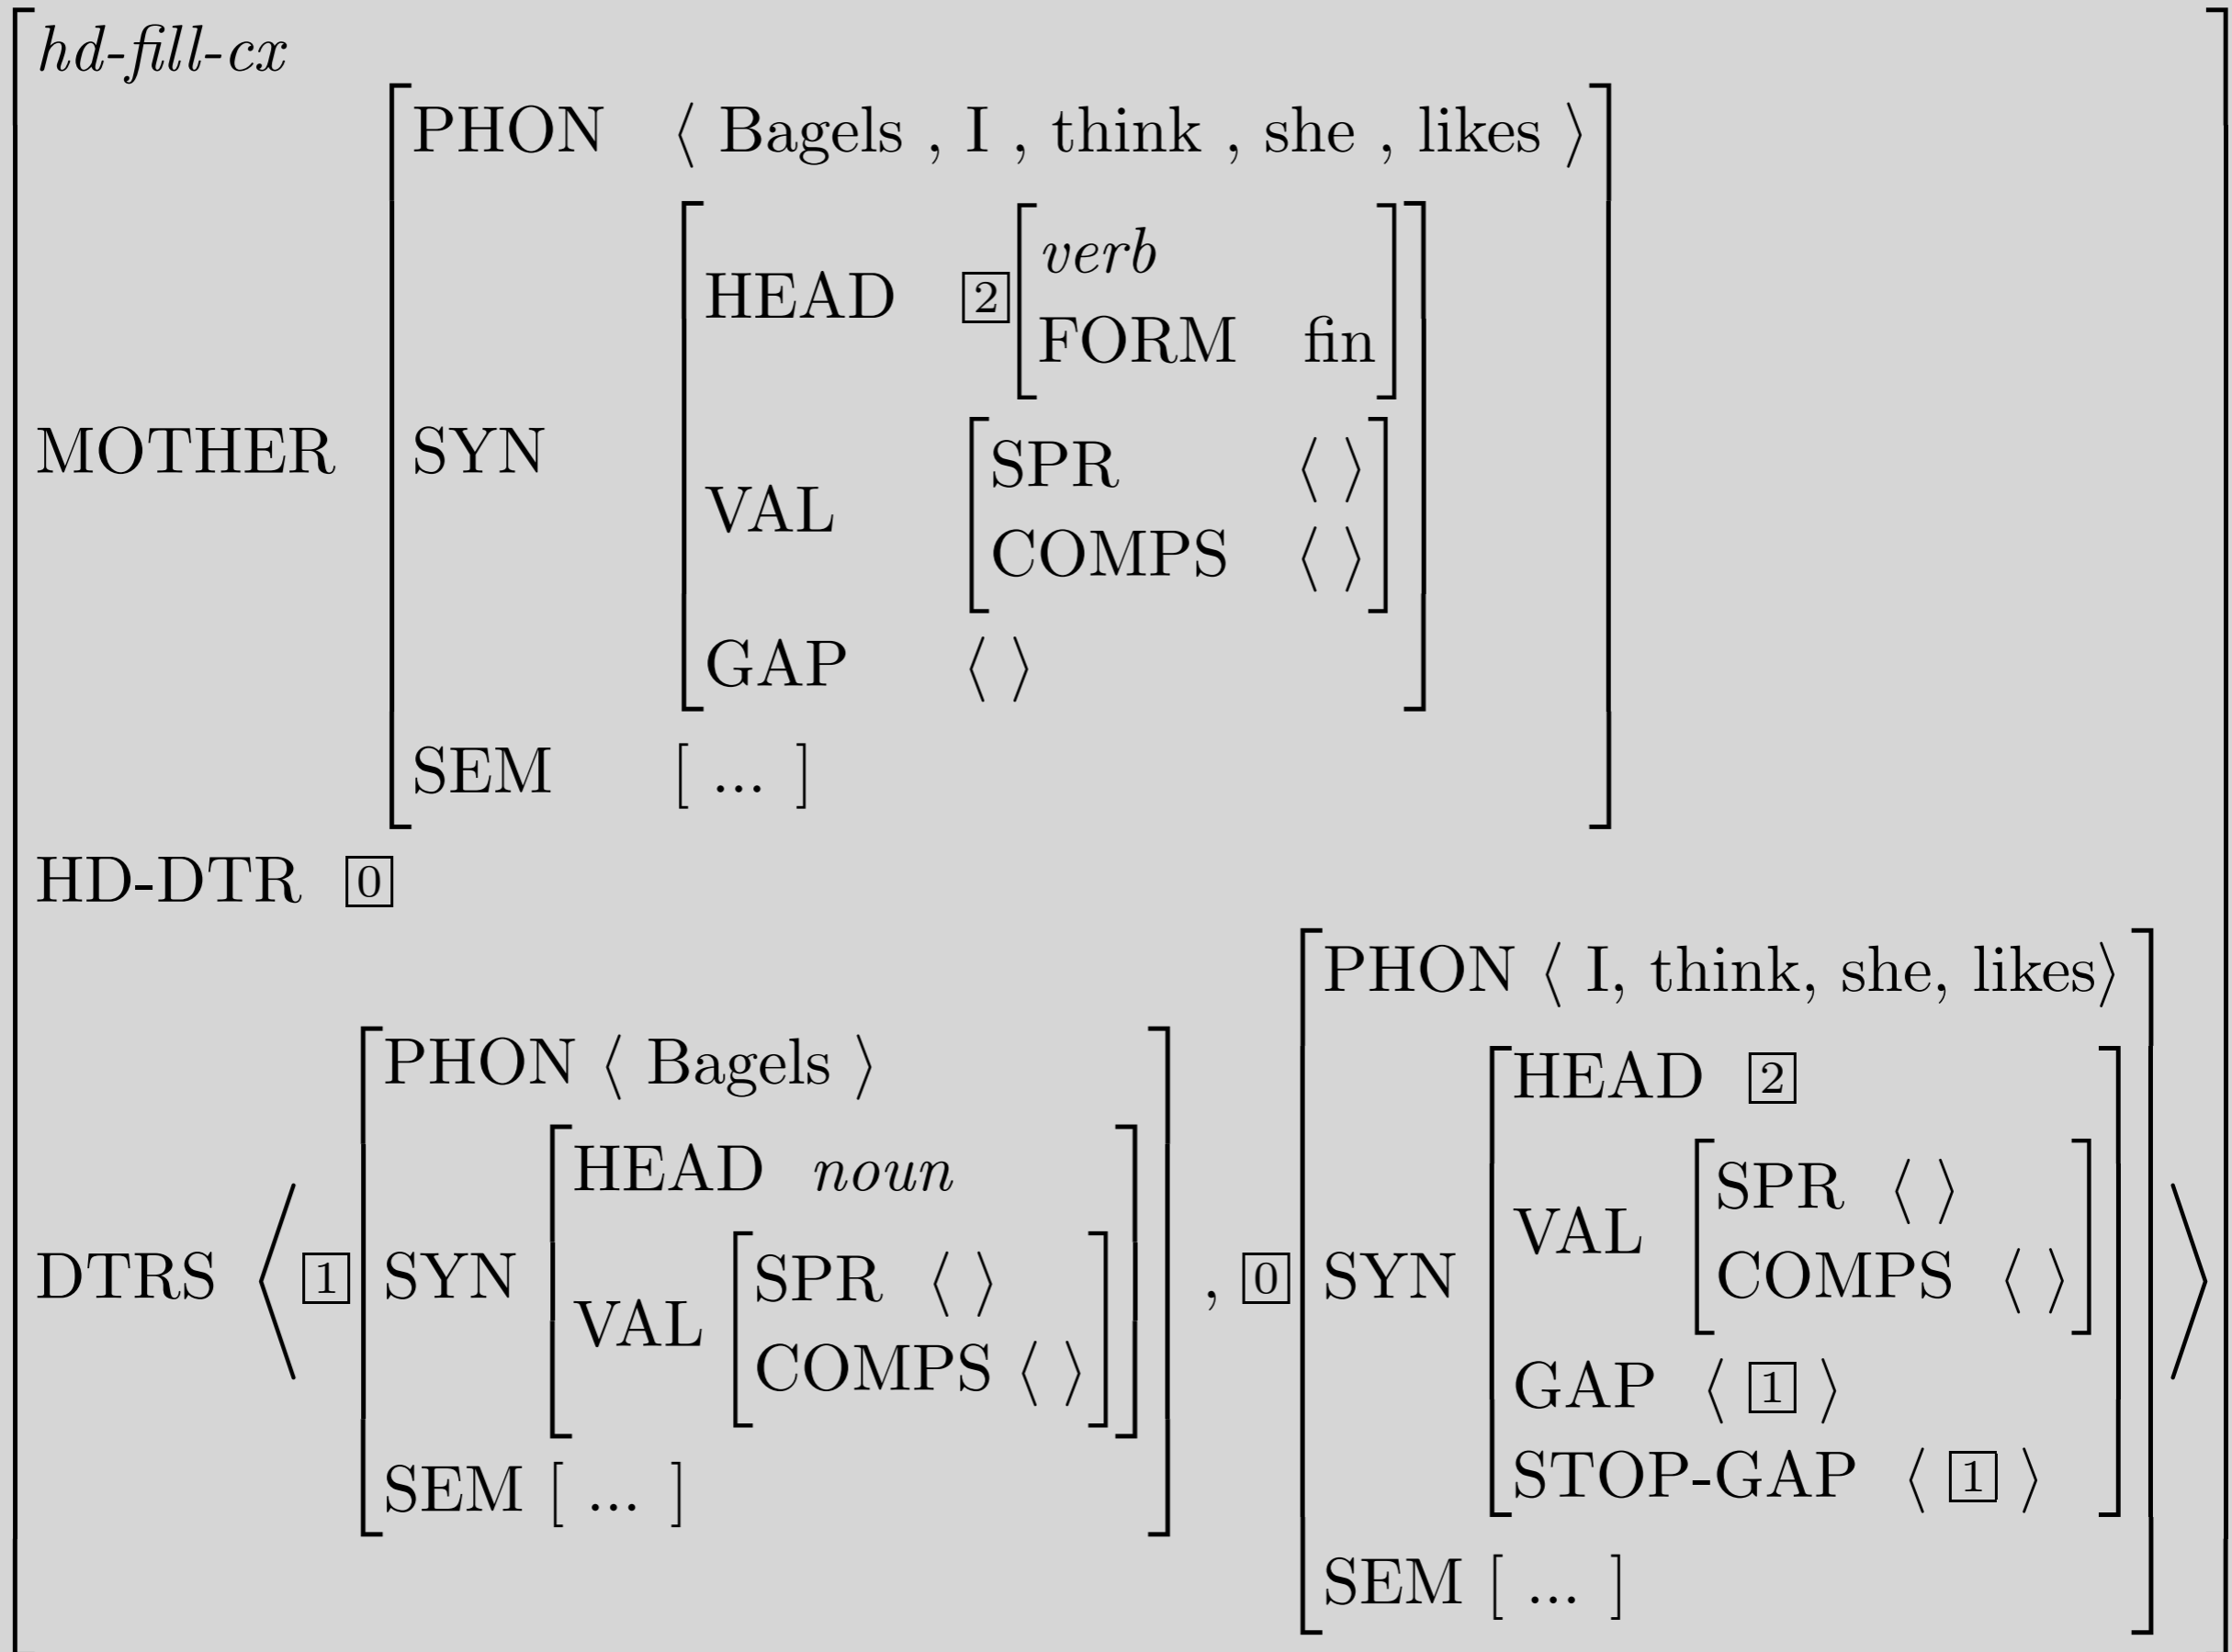 hd-fill-cx
PHON ⟨ Bagels , I , think , she , likes ⟩
verb
HEAD 2
FORM fin
MOTHER SYN
SPR ⟨ ⟩
VAL
COMPS ⟨ ⟩
GAP ⟨ ⟩
SEM [ ... ]
HD-DTR 0
PHON ⟨ I, think, she, likes⟩
PHON ⟨ Bagels ⟩
HEAD 2
HEAD noun
SPR ⟨ ⟩
VAL
DTRS ⟨ 1 SYN
SPR ⟨ ⟩
VAL
COMPS ⟨ ⟩
, 0 SYN
COMPS ⟨ ⟩ ⟩
GAP ⟨ 1 ⟩
STOP-GAP ⟨ 1 ⟩
SEM [ ... ]
SEM [ ... ]